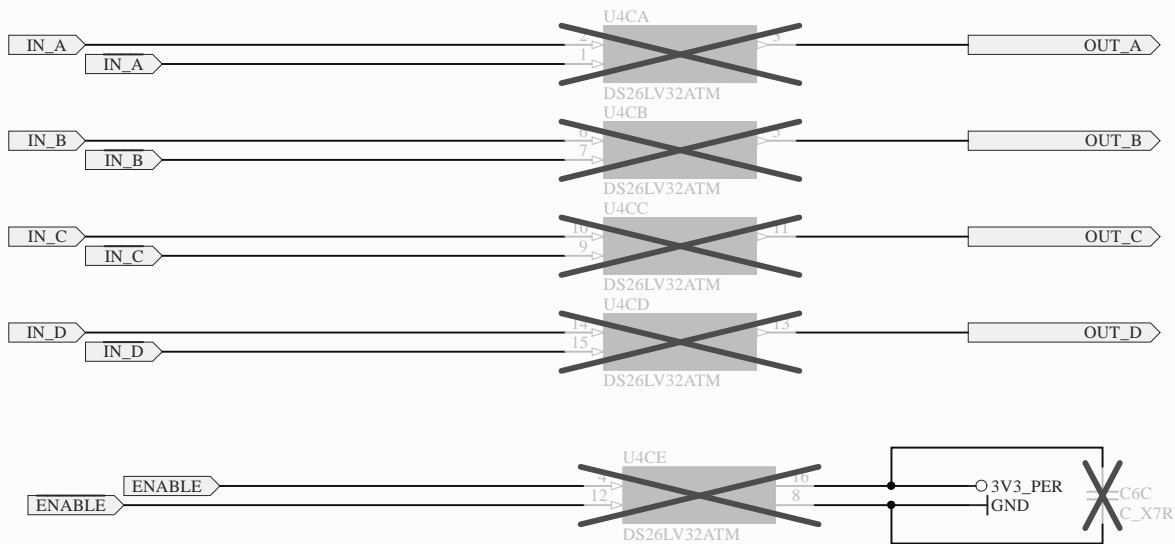 U4CA
IN_A 2 3 OUT_A
IN_A 1
DS26LV32ATM
U4CB
IN_B 6 5 OUT_B
IN_B 7
DS26LV32ATM
U4CC
IN_C 10 11 OUT_C
IN_C 9
DS26LV32ATM
U4CD
IN_D 14 13 OUT_D
IN_D 15
DS26LV32ATM
U4CE
ENABLE 4 16 3V3_PER C6C
ENABLE 12 8 GND C_X7R
DS26LV32ATM